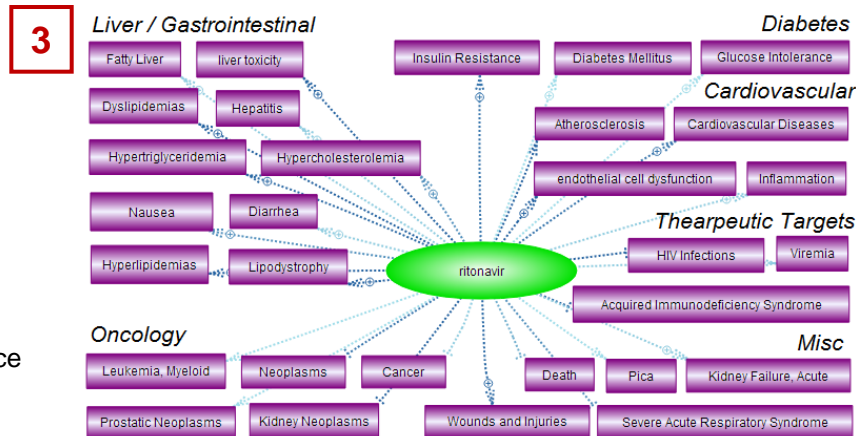 3
Liver / Gastrointestinal
Diabetes
Fatty Liver
liver toxicity
Insulin Resistance
Diabetes Mellitus
Glucose Intolerance
Cardiovascular
Dyslipidemias
Hepatitis
Atherosclerosis
Cardiovascular Diseases
Hypertriglyceridemia
Hypercholesterolemia
endothelial cell dysfunction
Inflammation
Nausea
Diarrhea
Thearpeutic Targets
HIV Infections
Viremia
Hyperlipidemias
Lipodystrophy
ritonavir
Acquired Immunodeficiency Syndrome
Oncology
Misc
ce
Leukemia, Myeloid
Neoplasms
Cancer
Death
Pica
Kidney Failure, Acute
Prostatic Neoplasms
Kidney Neoplasms
Wounds and Injuries
Severe Acute Respiratory Syndrome